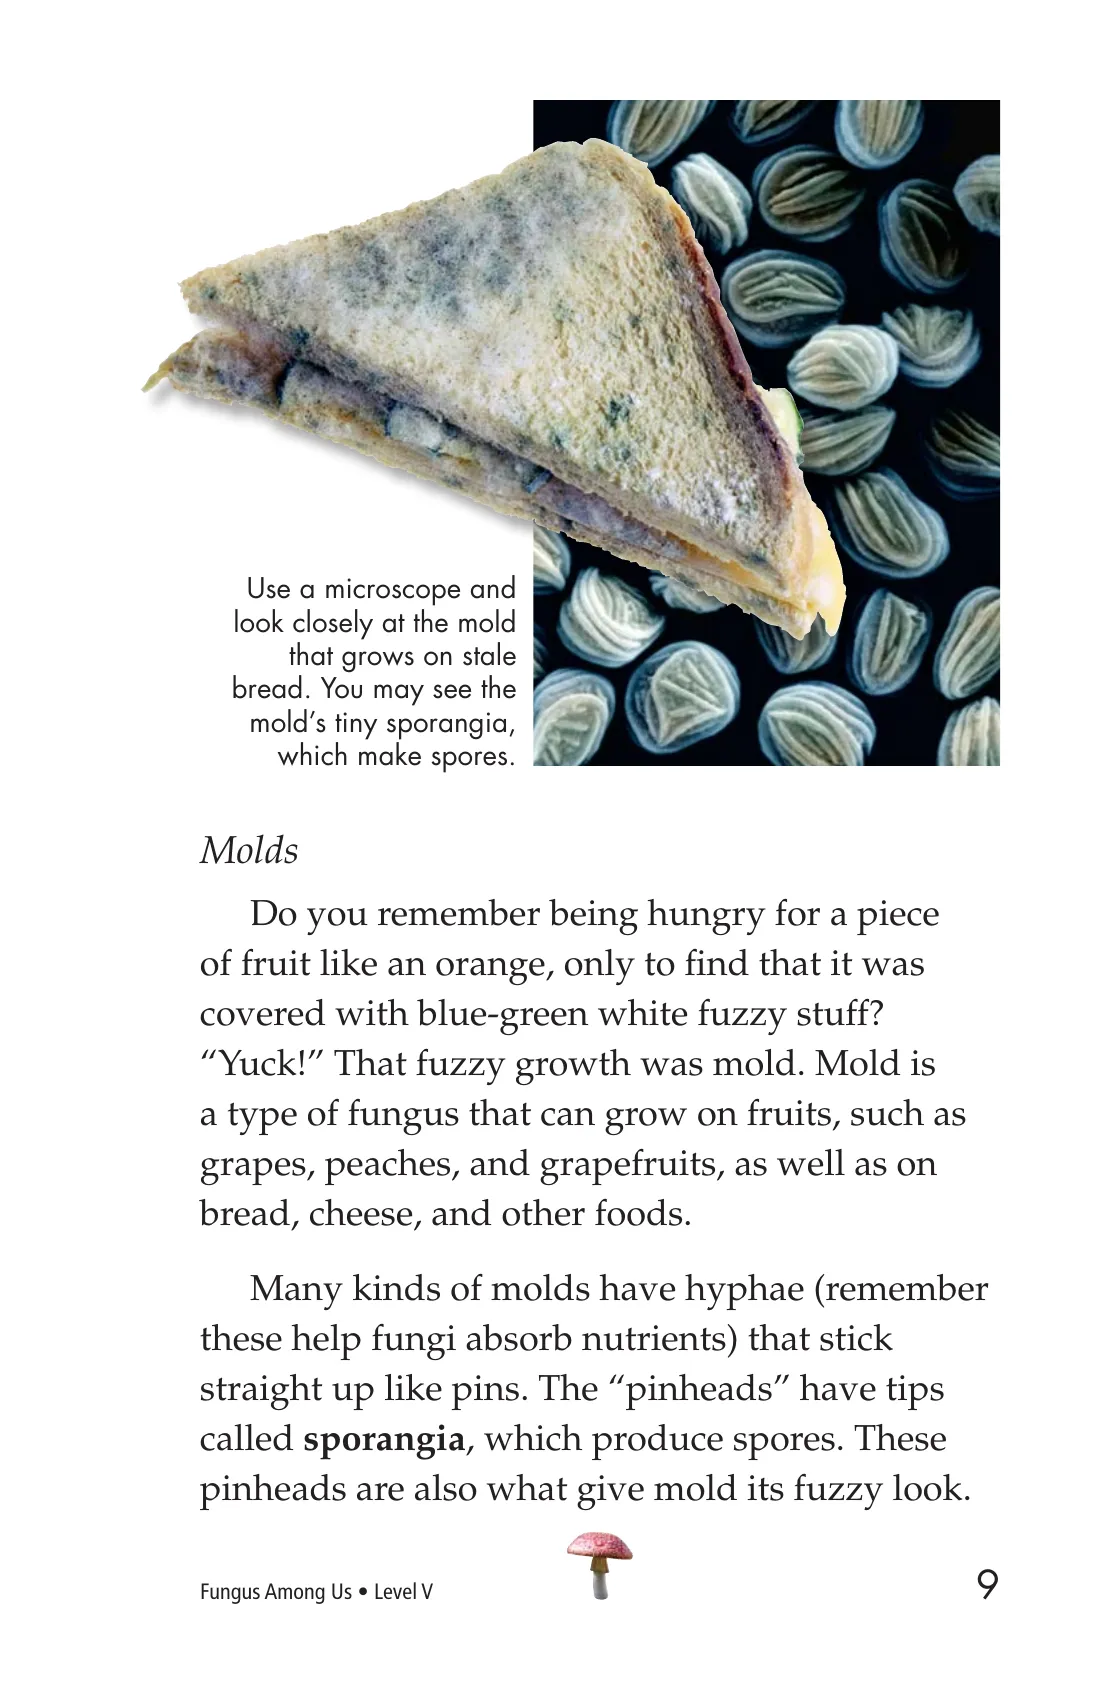 Use a microscope and
look closely at the mold
that grows on stale
bread. You may see the
mold’s tiny sporangia,
which make spores.
Molds
Do you remember being hungry for a piece
of fruit like an orange, only to find that it was
covered with blue-green white fuzzy stuff?
“Yuck!” That fuzzy growth was mold. Mold is
a type of fungus that can grow on fruits, such as
grapes, peaches, and grapefruits, as well as on
bread, cheese, and other foods.
Many kinds of molds have hyphae (remember
these help fungi absorb nutrients) that stick
straight up like pins. The “pinheads” have tips
called sporangia, which produce spores. These
pinheads are also what give mold its fuzzy look.
Fungus Among Us • Level V
9